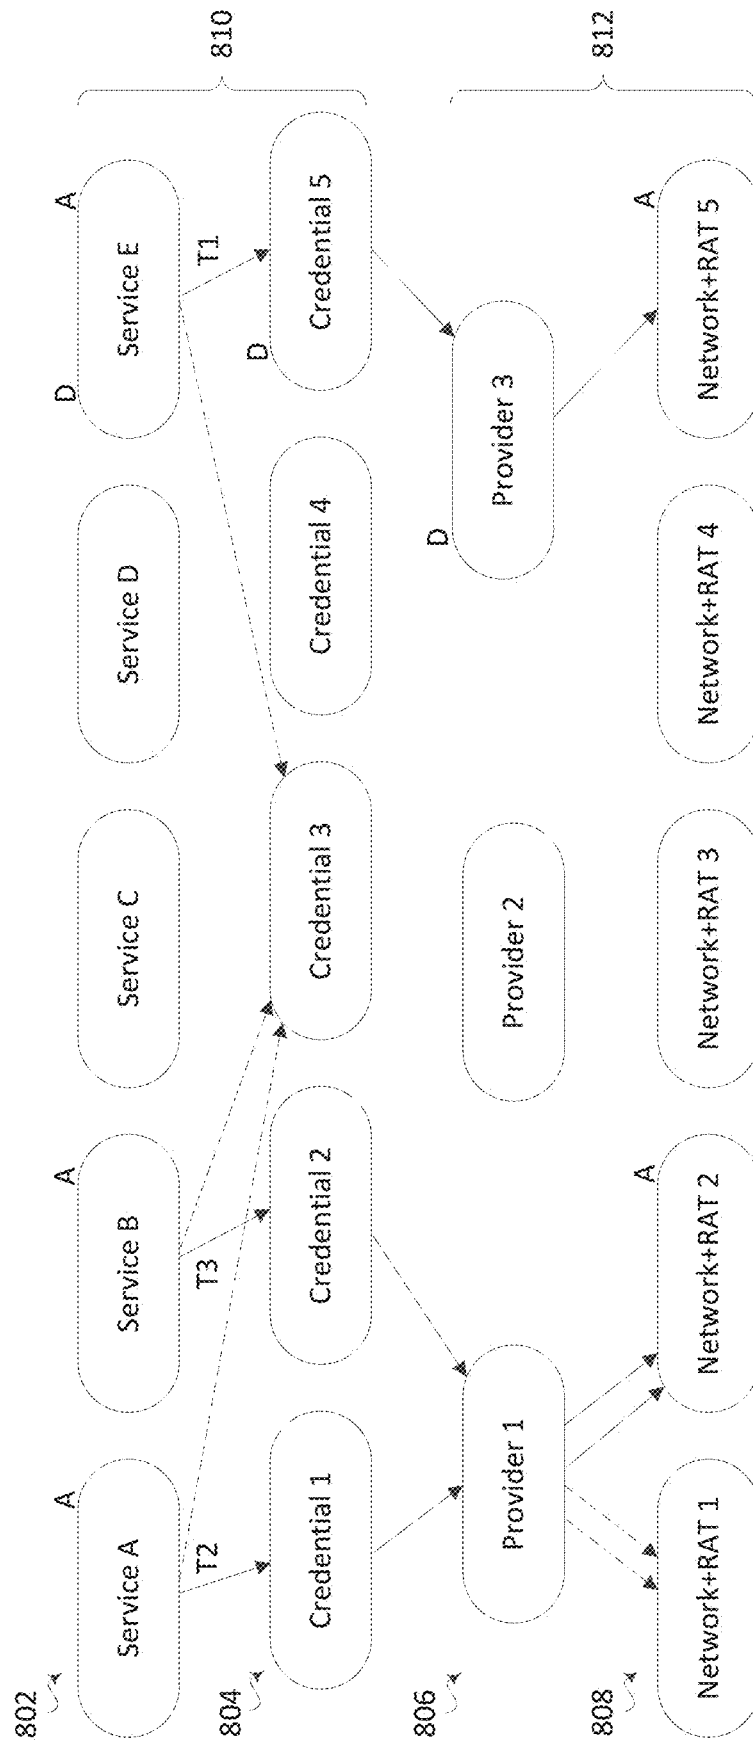 802
Service A
A
Service B
A
Service C
Service D
D
Service E
A
810
T2
T3
T1
804
Credential 1
Credential 2
Credential 3
Credential 4
D
Credential 5
806
Provider 1
Provider 2
D
Provider 3
812
808
Network+RAT 1
Network+RAT 2
A
Network+RAT 3
Network+RAT 4
Network+RAT 5
A